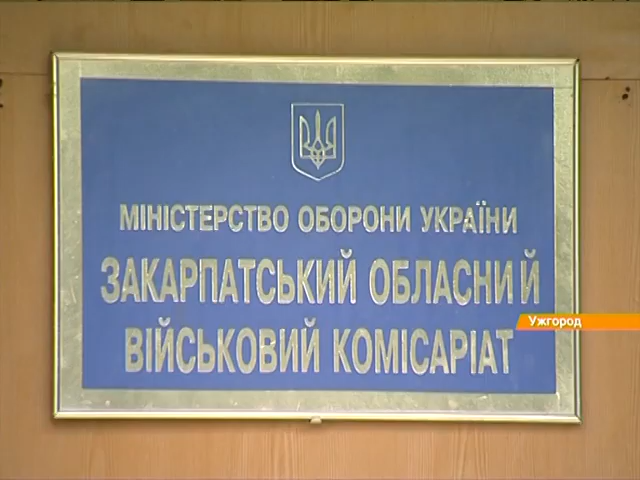 МІНІСТЕРСТВО ОБОРОНИ УКРАЇНИ
ЗАКАРПАТСЬКИЙ ОБЛАСНИЙ
ВІЙСЬКОВИЙ КОМІСАРІАТ
Ужгород